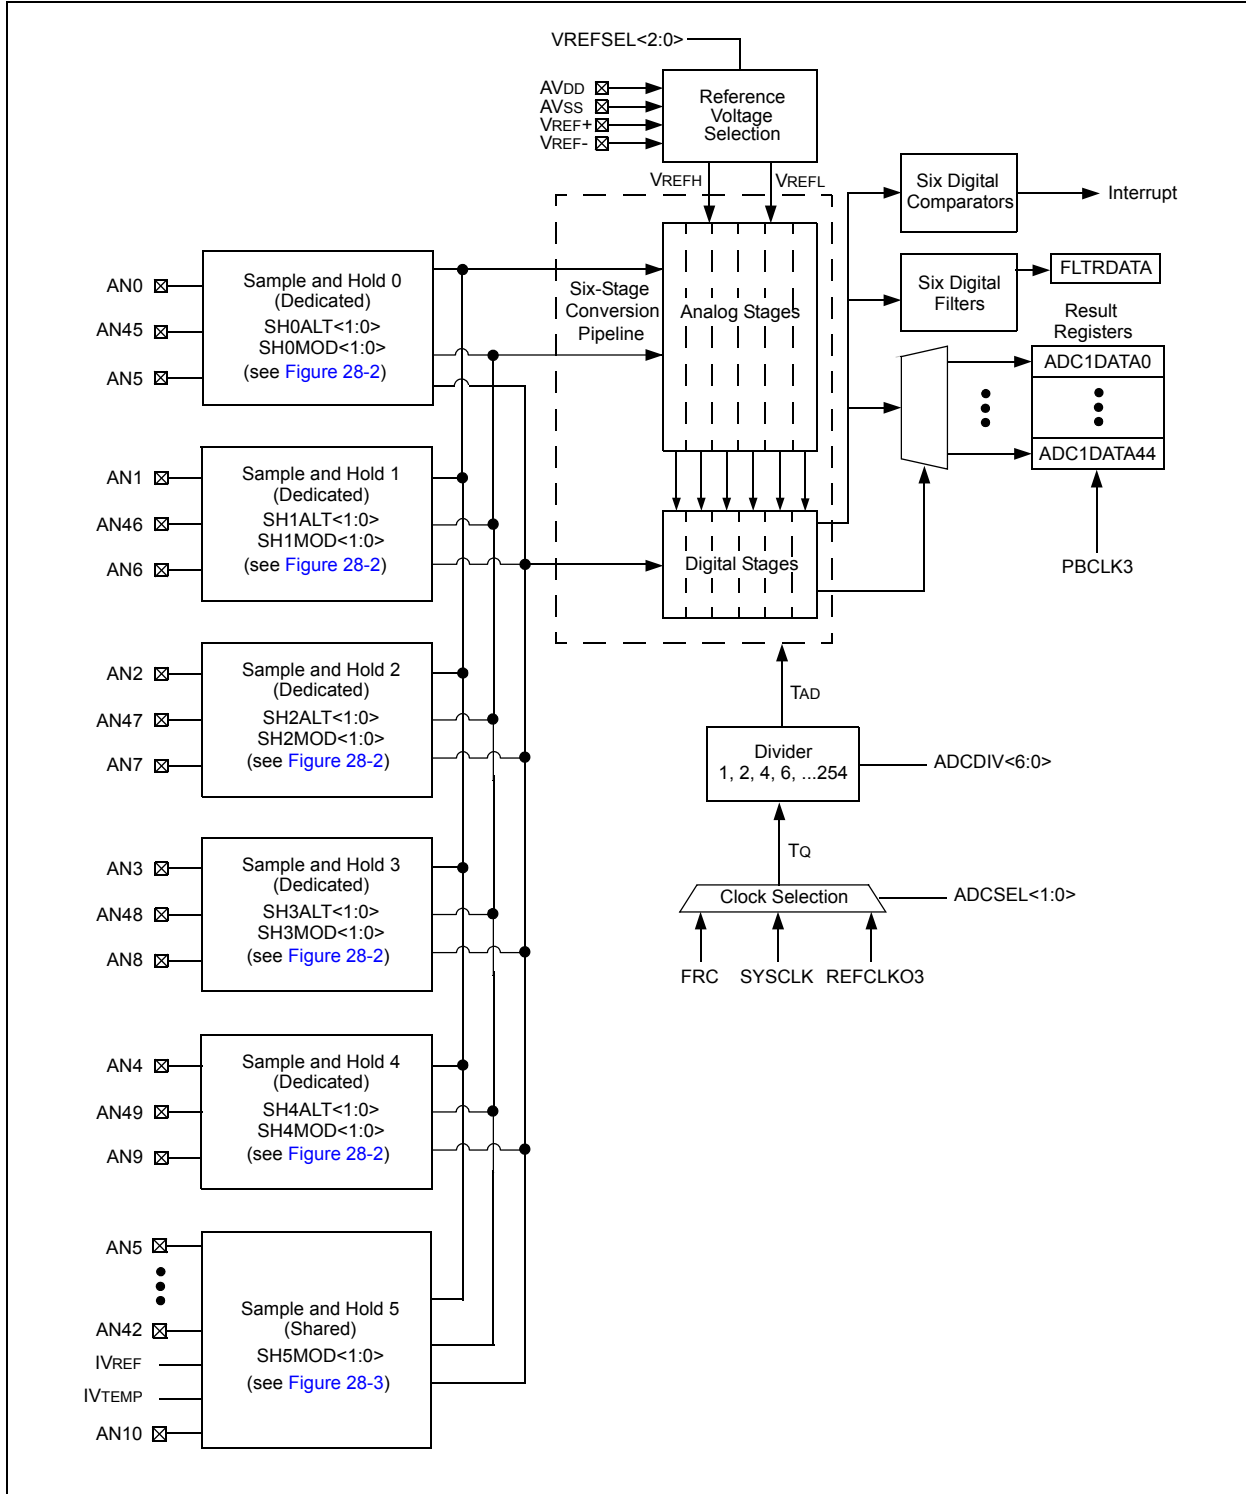 VREFSEL<2:0>
AVDD
AVSS
VREF+
VREF-
Reference
Voltage
Selection
VREFH
VREFL
Six Digital
Comparators
Interrupt
Six Digital
Filters
FLTRDATA
Result
Registers
ADC1DATA0
ADC1DATA44
PBCLK3
Six-Stage
Conversion
Pipeline
Analog Stages
Digital Stages
TAD
Divider
1, 2, 4, 6, ...254
ADCDIV<6:0>
TQ
Clock Selection
ADCSEL<1:0>
FRC
SYSCLK
REFCLKO3
AN0
AN45
AN5
Sample and Hold 0
(Dedicated)
SH0ALT<1:0>
SH0MOD<1:0>
(see Figure 28-2)
AN1
AN46
AN6
Sample and Hold 1
(Dedicated)
SH1ALT<1:0>
SH1MOD<1:0>
(see Figure 28-2)
AN2
AN47
AN7
Sample and Hold 2
(Dedicated)
SH2ALT<1:0>
SH2MOD<1:0>
(see Figure 28-2)
AN3
AN48
AN8
Sample and Hold 3
(Dedicated)
SH3ALT<1:0>
SH3MOD<1:0>
(see Figure 28-2)
AN4
AN49
AN9
Sample and Hold 4
(Dedicated)
SH4ALT<1:0>
SH4MOD<1:0>
(see Figure 28-2)
AN5
AN42
IVREF
IVTEMP
AN10
Sample and Hold 5
(Shared)
SH5MOD<1:0>
(see Figure 28-3)